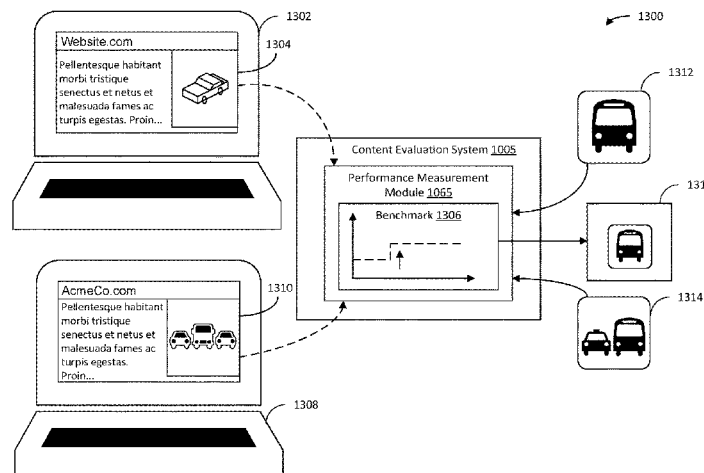 1300
1302
Website.com
1304
Pellentesque habitant
morbi tristique
senectus et netus et
malesuada fames ac
turpis egestas. Proin...
1312
Content Evaluation System 1005
Performance Measurement
Module 1065
Benchmark 1306
131
AcmeCo.com
1310
Pellentesque habitant
morbi tristique
senectus et netus et
malesuada fames ac
turpis egestas.
Proin...
1314
1308